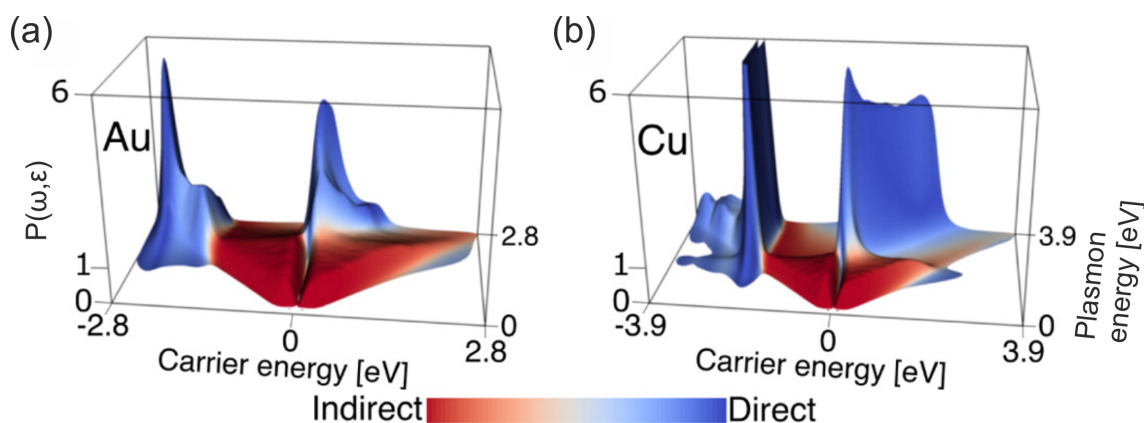 (a)
(b)
6
Au
P(ω,ε)
1
0
-2.8
0
2.8
0
2.8
Carrier energy [eV]
6
Cu
1
0
-3.9
0
3.9
0
3.9
Plasmon
energy [eV]
Carrier energy [eV]
Indirect
Direct